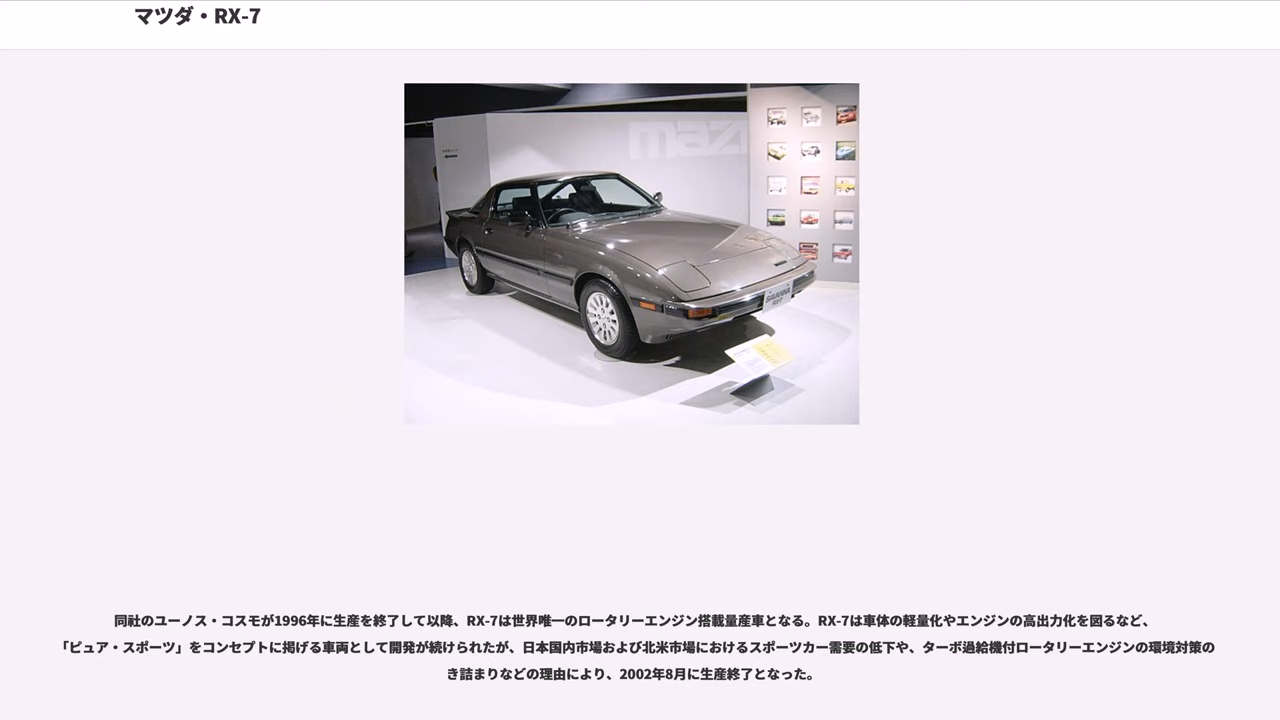 マツダ・RX-7
mazd
SAVANNA
RX-7
同社のユーノス・コスモが1996年に生産を終了して以降、RX-7は世界唯一のロータリーエンジン搭載量産車となる。RX-7は車体の軽量化やエンジンの高出力化を図るなど、
「ピュア・スポーツ」をコンセプトに掲げる車両として開発が続けられたが、日本国内市場および北米市場におけるスポーツカー需要の低下や、ターボ過給機付ロータリーエンジンの環境対策の
き詰まりなどの理由により、2002年8月に生産終了となった。